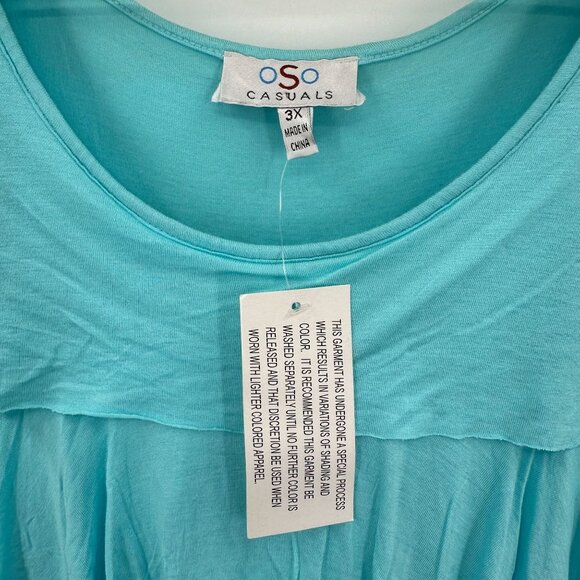 oSo
CASUALS
3X
MADE IN
CHINA
THIS GARMENT HAS UNDERGONE A SPECIAL PROCESS
WHICH RESULTS IN VARIATIONS OF SHADING AND
COLOR. IT IS RECOMMENDED THIS GARMENT BE
WASHED SEPARATELY UNTIL NO FURTHER COLOR IS
RELEASED AND THAT DISCRETION BE USED WHEN
WORN WITH LIGHTER COLORED APPAREL.